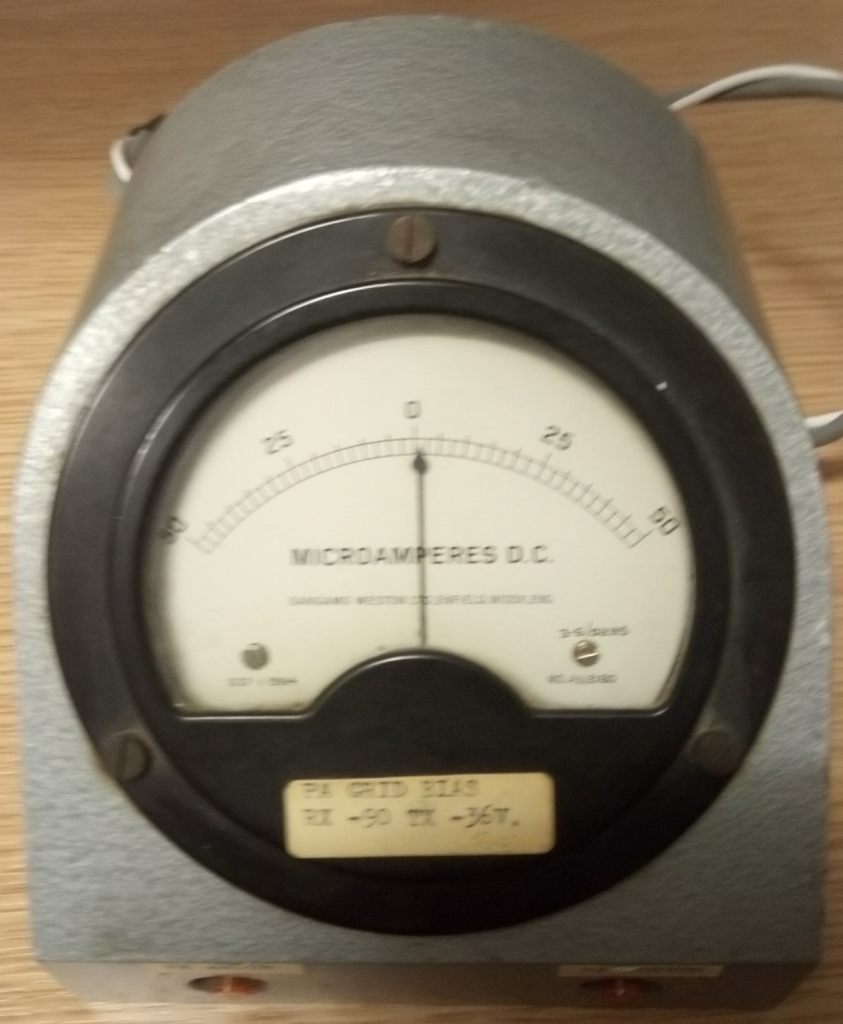 0
25 25
50 50
MICROAMPERES D.C.
SANGAMO WESTON LTD. ENFIELD. MIDDX. ENG
PA GRID BIAS
RX -90 TX -36V.